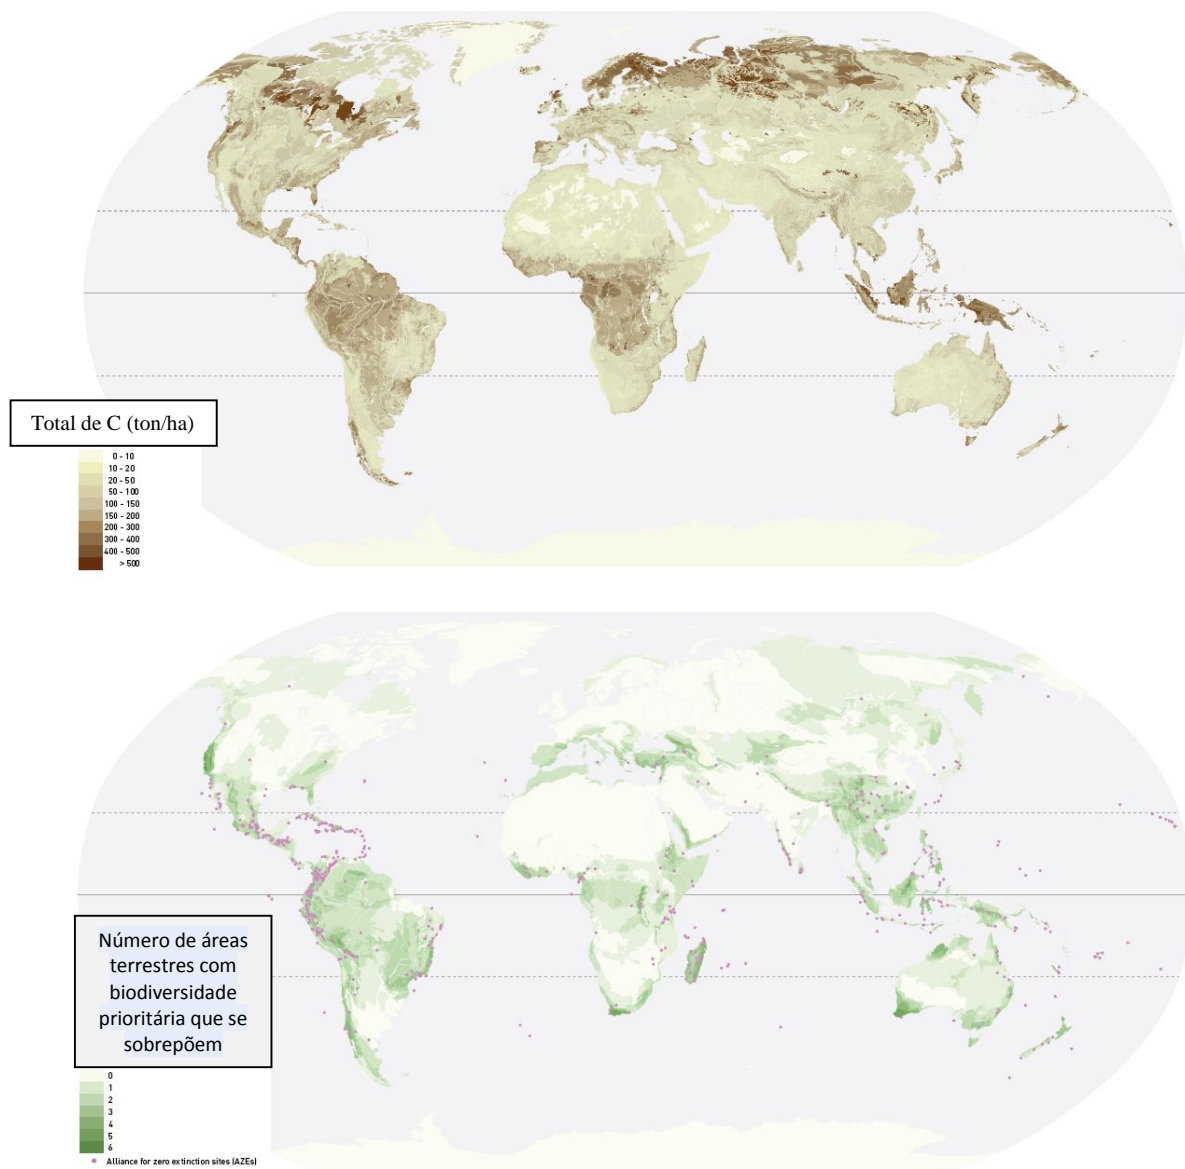 Total de C (ton/ha)
0 - 10
10 - 20
20 - 50
50 - 100
100 - 150
150 - 200
200 - 300
300 - 400
400 - 500
> 500
Número de áreas
terrestres com
biodiversidade
prioritária que se
sobrepõem
0
1
2
3
4
5
6
Alliance for zero extinction sites (AZEs)